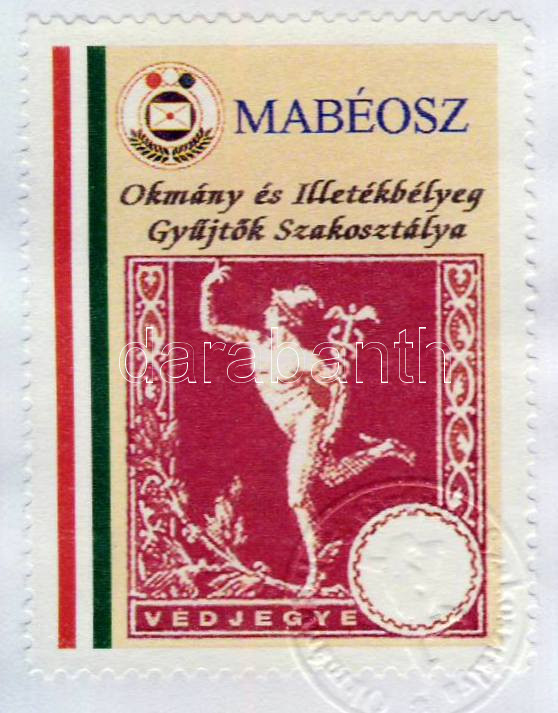 MABÉOSZ
Okmány és Illetékbélyeg
Gyűjtők Szakosztálya
darabanth
VÉDJEGYE